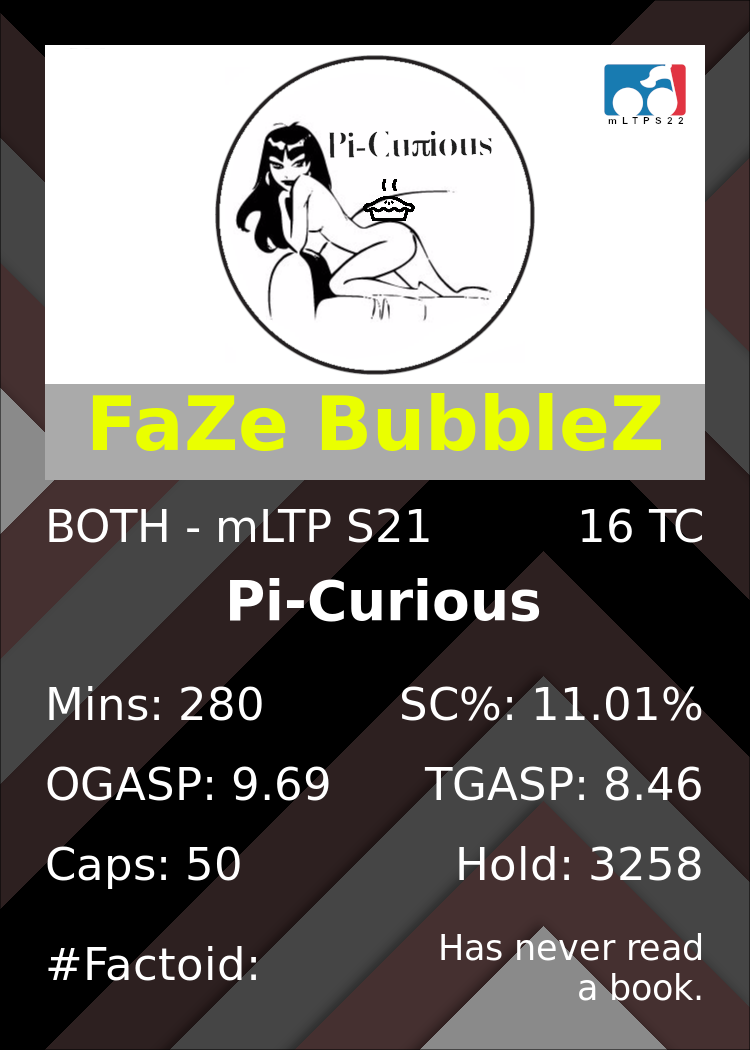 Pi-Cuπious
mLTPS22
FaZe BubbleZ
BOTH - mLTP S21 16 TC
Pi-Curious
Mins: 280 SC%: 11.01%
OGASP: 9.69 TGASP: 8.46
Caps: 50 Hold: 3258
#Factoid: Has never read
a book.